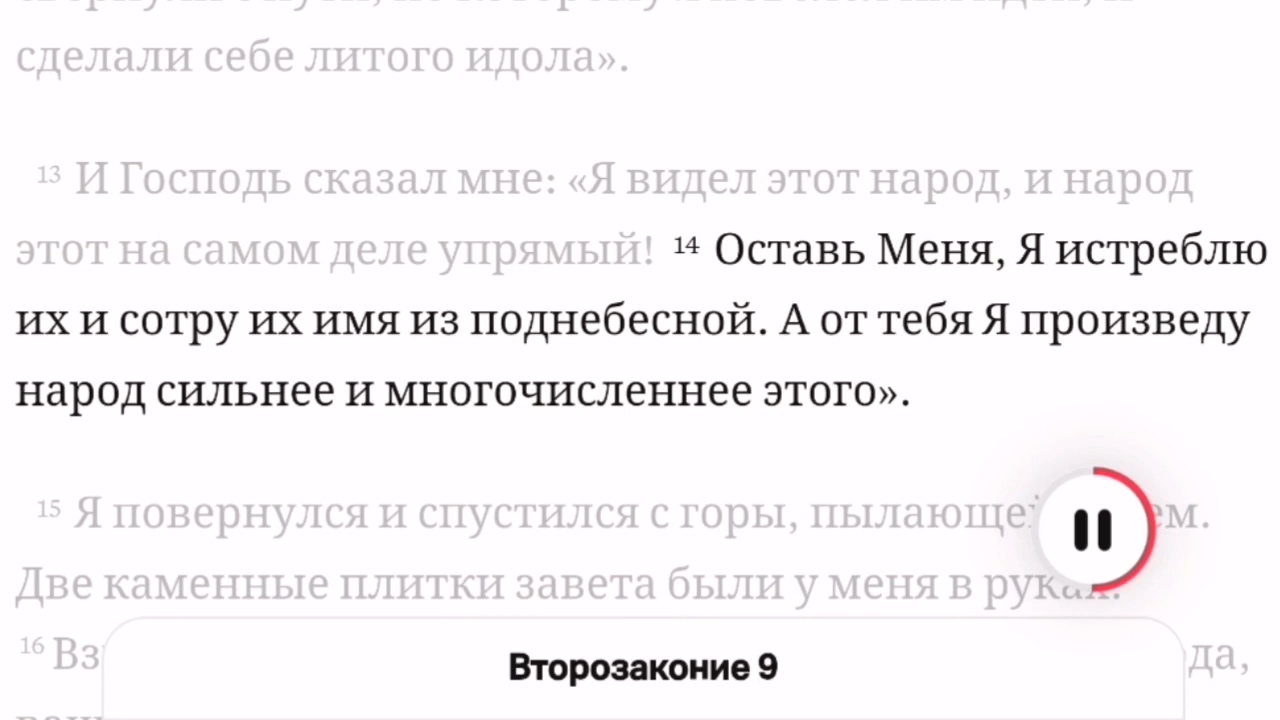 сделали себе литого идола».
13 И Господь сказал мне: «Я видел этот народ, и народ
этот на самом деле упрямый! 14 Оставь Меня, Я истреблю
их и сотру их имя из поднебесной. А от тебя Я произведу
народ сильнее и многочисленнее этого».
15 Я повернулся и спустился с горы,
Две каменные плитки завета были у меня в руках.
16
Второзаконие 9